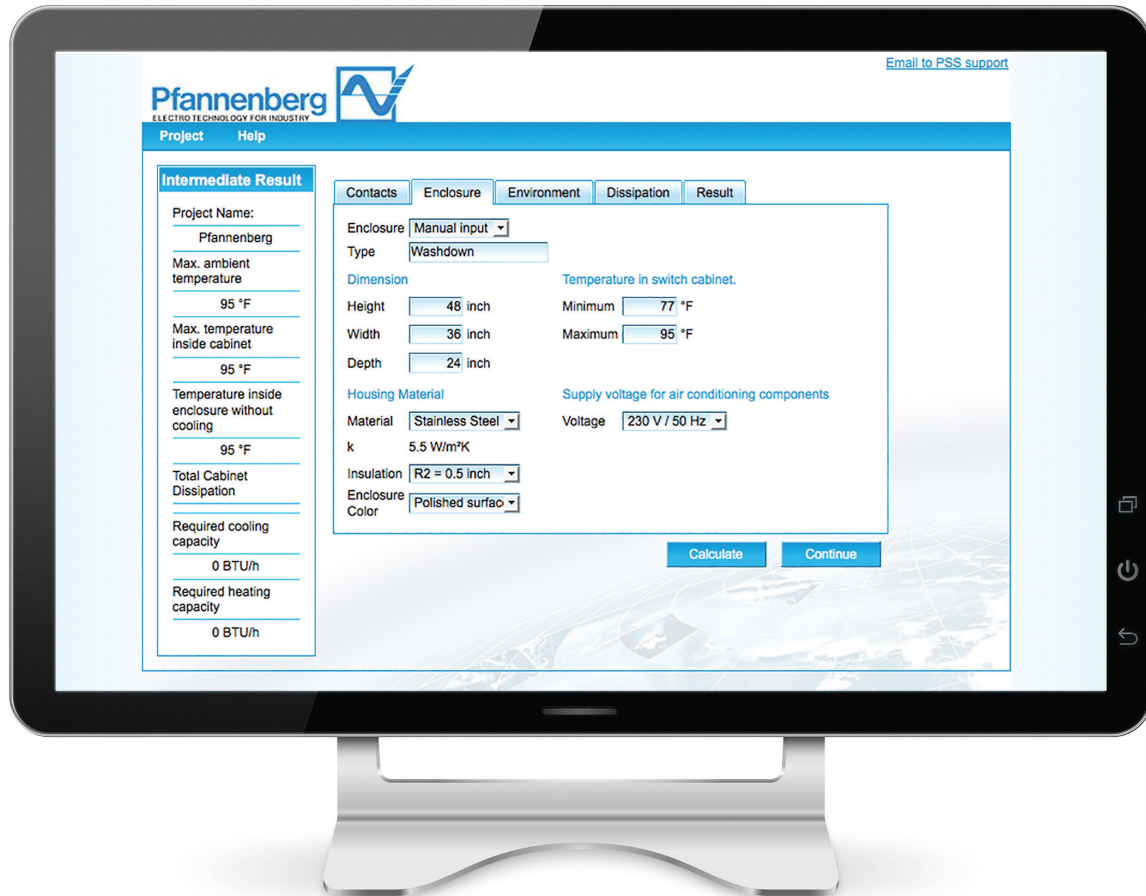 Email to PSS support
Pfannenberg
ELECTRO TECHNOLOGY FOR INDUSTRY
Project Help
Intermediate Result
Project Name:
Pfannenberg
Max. ambient
temperature
95 °F
Max. temperature
inside cabinet
95 °F
Temperature inside
enclosure without
cooling
95 °F
Total Cabinet
Dissipation
Required cooling
capacity
0 BTU/h
Required heating
capacity
0 BTU/h
Contacts Enclosure Environment Dissipation Result
Enclosure Manual input
Type Washdown
Dimension
Height 48 inch
Width 36 inch
Depth 24 inch
Temperature in switch cabinet.
Minimum 77 °F
Maximum 95 °F
Housing Material
Material Stainless Steel
k 5.5 W/m²K
Insulation R2 = 0.5 inch
Enclosure
Color Polished surfac
Supply voltage for air conditioning components
Voltage 230 V / 50 Hz
Calculate Continue